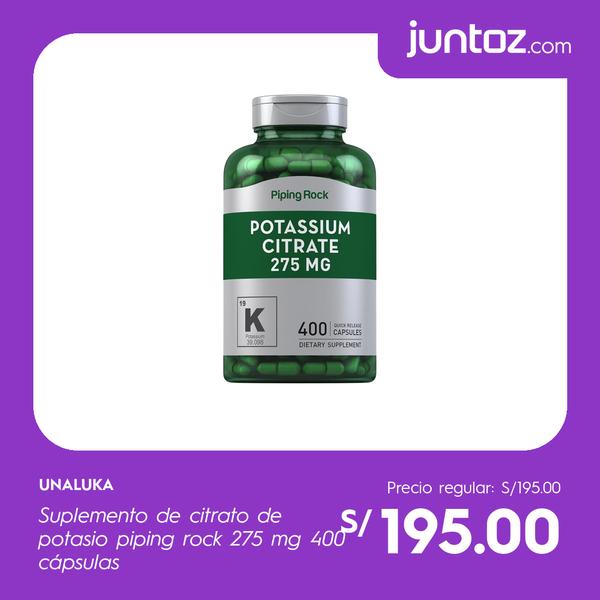 juntoz.com
Piping Rock
POTASSIUM
CITRATE
275 MG
19
K
Potassium
39.098
400 QUICK RELEASE
CAPSULES
DIETARY SUPPLEMENT
UNALUKA
Suplemento de citrato de
potasio piping rock 275 mg 400
cápsulas
Precio regular: S/195.00
S/195.00